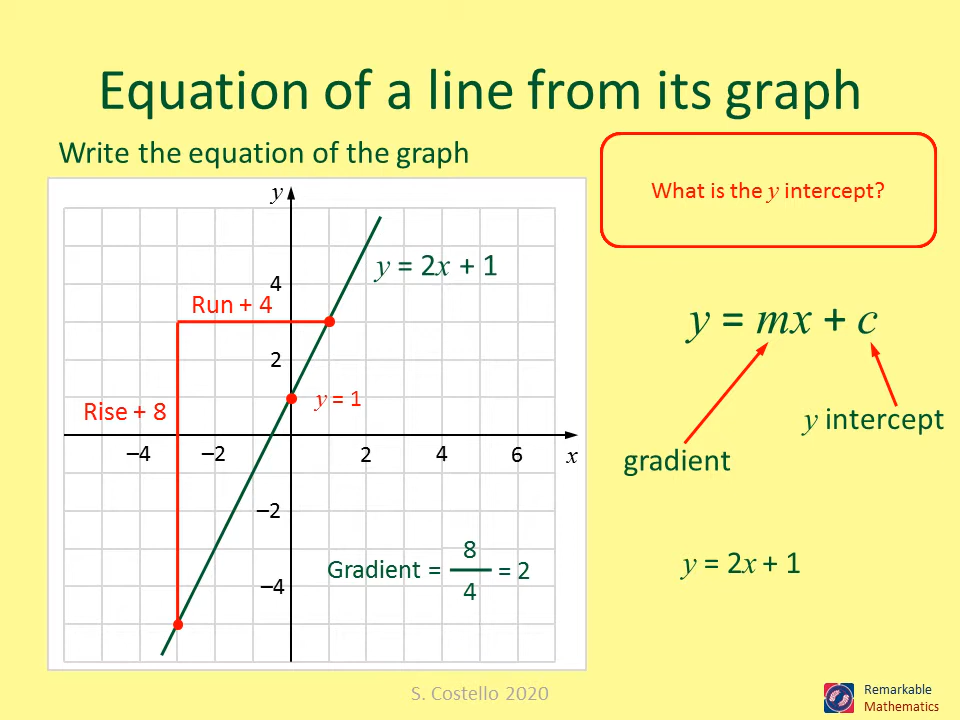 Equation of a line from its graph
Write the equation of the graph
What is the y intercept?
y
y = 2x + 1
4
Run + 4
y = mx + c
2
y = 1
Rise + 8
y intercept
–4
–2
2
4
6
x
gradient
–2
Gradient = 8/4 = 2
–4
y = 2x + 1
S. Costello 2020
Remarkable
Mathematics